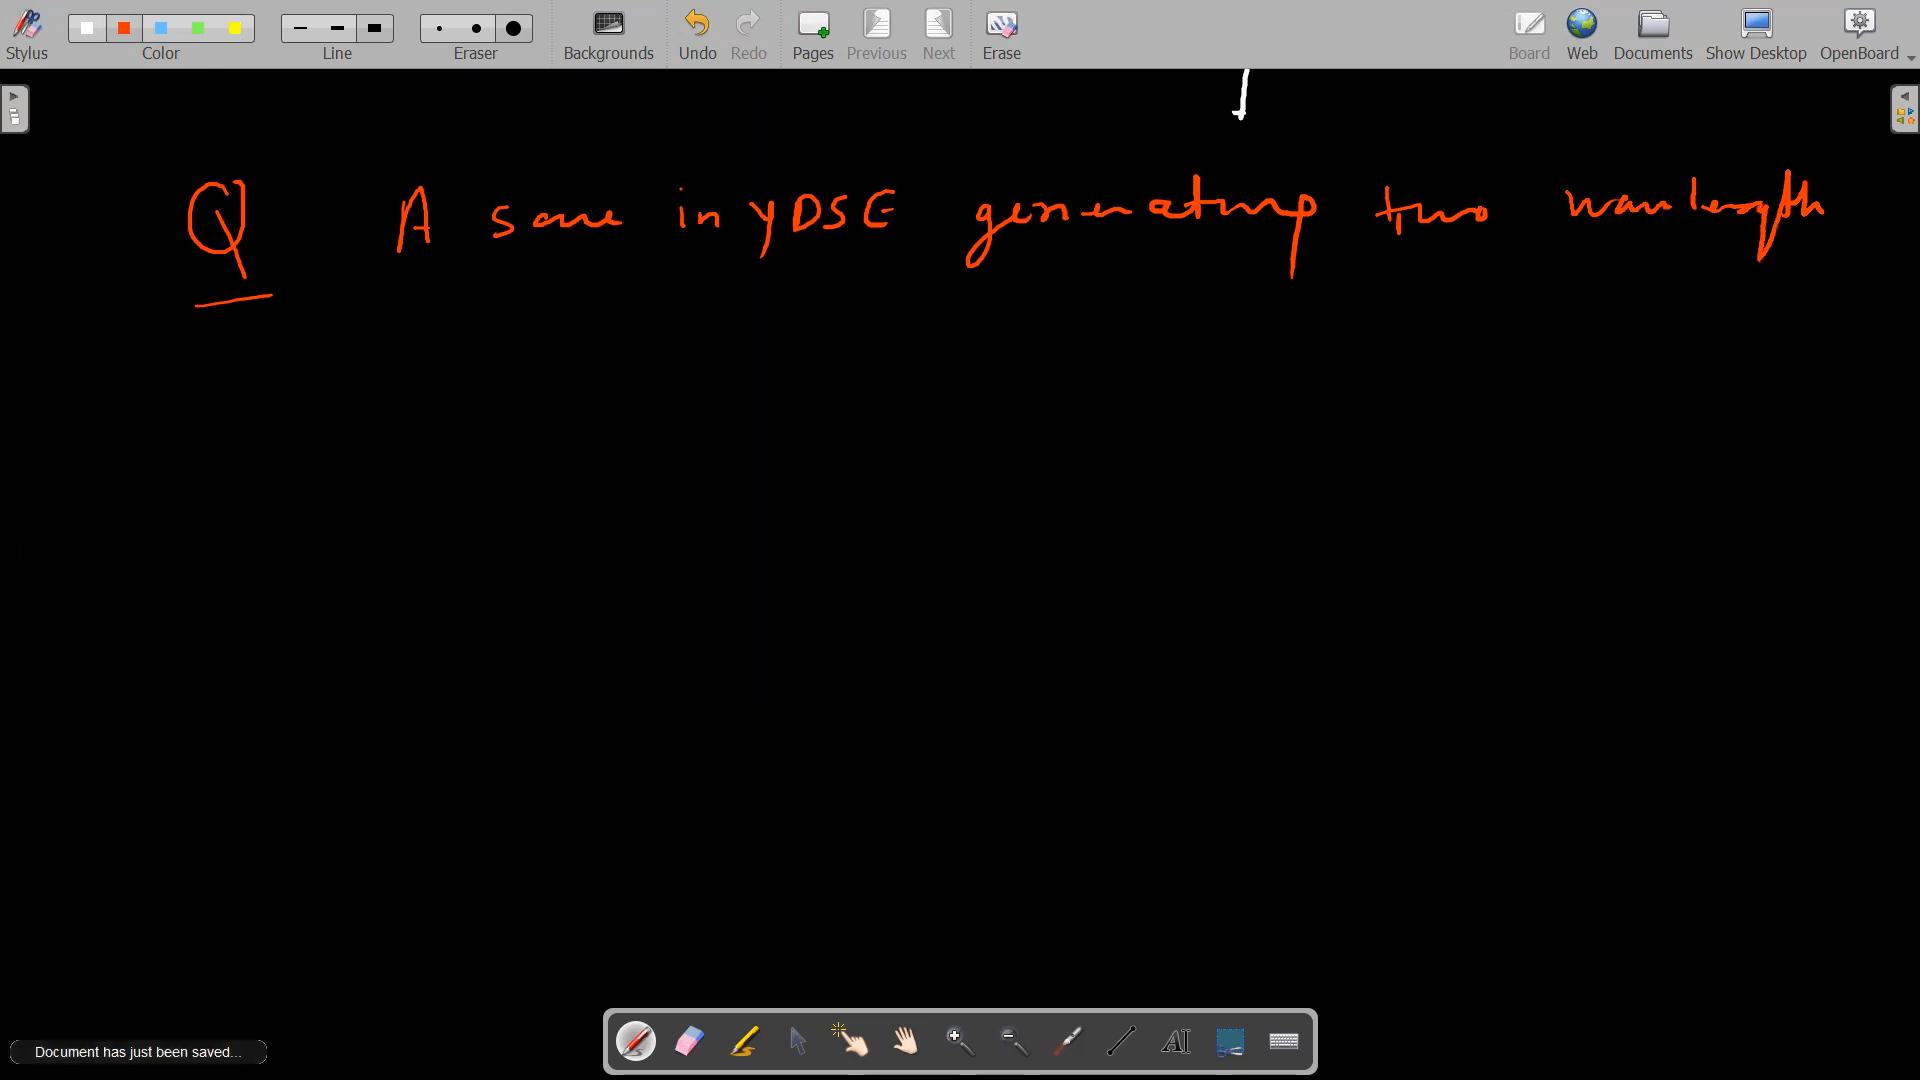 Stylus Color Line Eraser Backgrounds Undo Redo Pages Previous Next Erase Board Web Documents Show Desktop OpenBoard
Q A source in YDSE generating two wavelength
Document has just been saved...